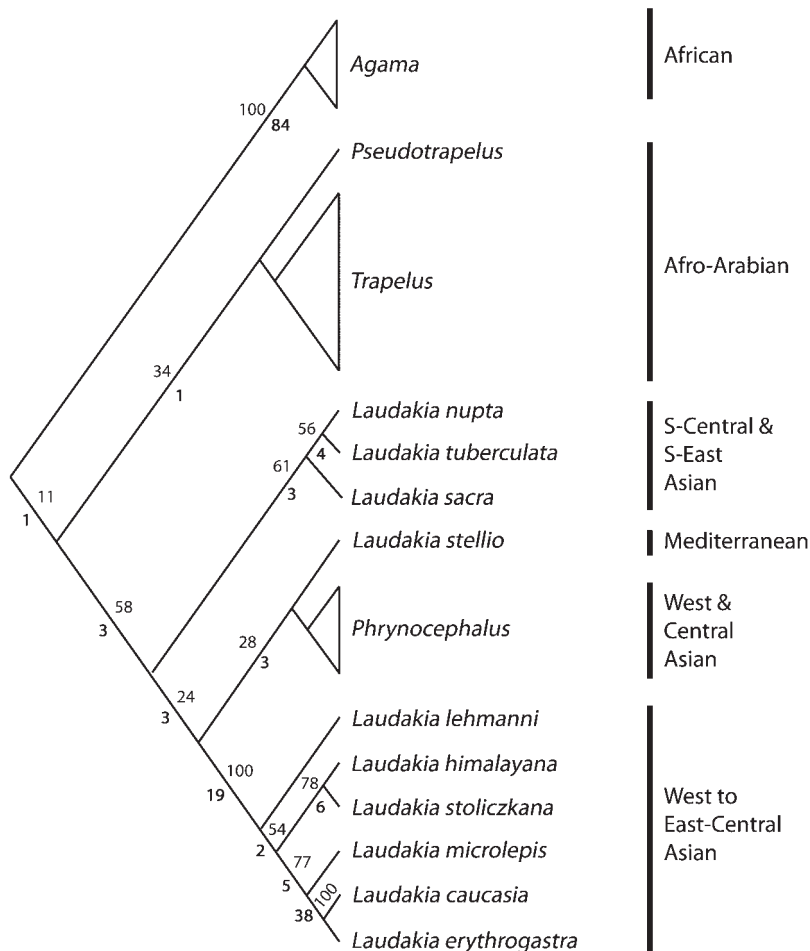 Agama
African
100
84
Pseudotrapelus
Trapelus
Afro-Arabian
34
1
Laudakia nupta
56
4
Laudakia tuberculata
S-Central &
S-East
Asian
61
3
Laudakia sacra
11
1
Laudakia stellio
Mediterranean
58
3
Phrynocephalus
West &
Central
Asian
28
3
24
3
Laudakia lehmanni
100
19
Laudakia himalayana
78
6
Laudakia stoliczkana
West to
East-Central
Asian
54
2
Laudakia microlepis
77
5
Laudakia caucasia
100
38
Laudakia erythrogastra